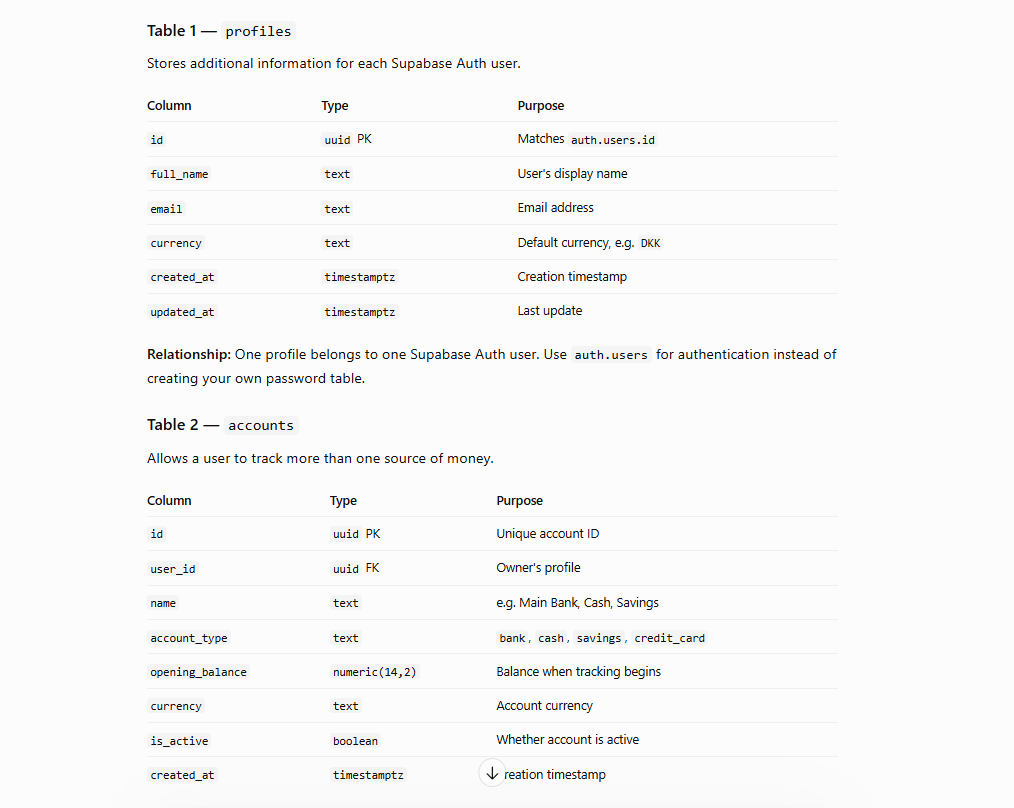 Table 1 — profiles
Stores additional information for each Supabase Auth user.
Column Type Purpose
id uuid PK Matches auth.users.id
full_name text User's display name
email text Email address
currency text Default currency, e.g. DKK
created_at timestamptz Creation timestamp
updated_at timestamptz Last update
Relationship: One profile belongs to one Supabase Auth user. Use auth.users for authentication instead of
creating your own password table.
Table 2 — accounts
Allows a user to track more than one source of money.
Column Type Purpose
id uuid PK Unique account ID
user_id uuid FK Owner's profile
name text e.g. Main Bank, Cash, Savings
account_type text bank, cash, savings, credit_card
opening_balance numeric(14,2) Balance when tracking begins
currency text Account currency
is_active boolean Whether account is active
created_at timestamptz reation timestamp